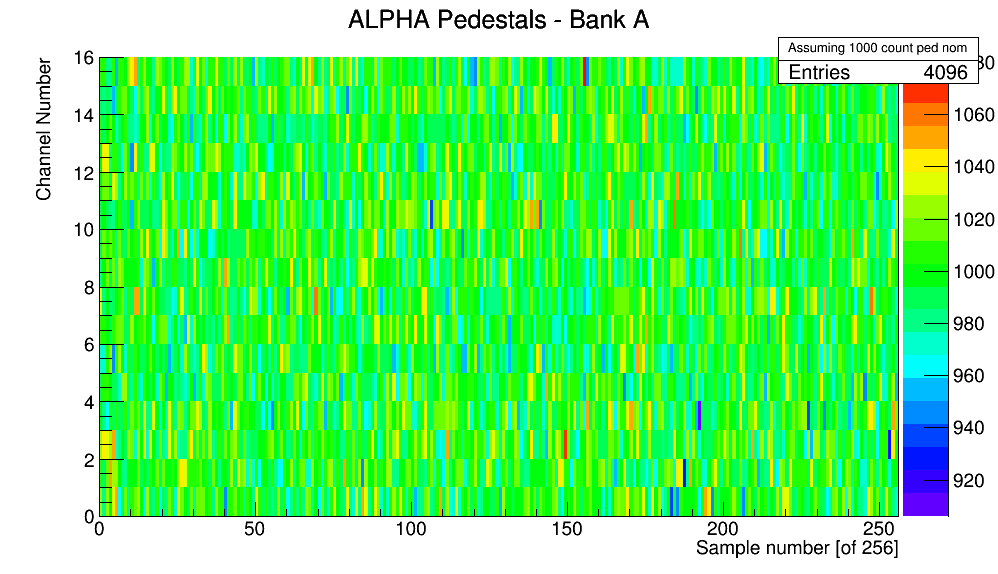 ALPHA Pedestals - Bank A
Assuming 1000 count ped nom
Entries 4096
Channel Number
16
14
12
10
8
6
4
2
0
0 50 100 150 200 250
Sample number [of 256]
1060
1040
1020
1000
980
960
940
920